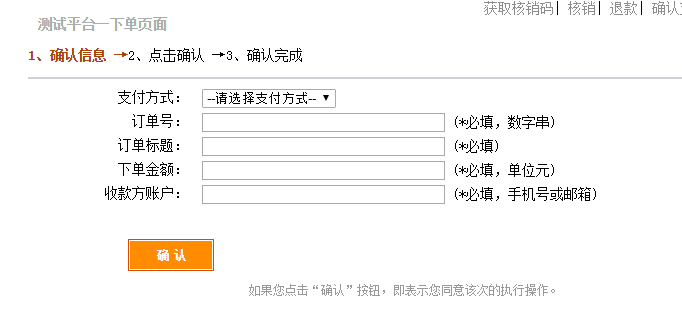 获取核销码| 核销| 退款| 确认
测试平台—下单页面
1、确认信息 →2、点击确认 →3、确认完成
支付方式： --请选择支付方式--
订单号： (*必填，数字串)
订单标题： (*必填)
下单金额： (*必填，单位元)
收款方账户： (*必填，手机号或邮箱)
确 认
如果您点击“确认”按钮，即表示您同意该次的执行操作。